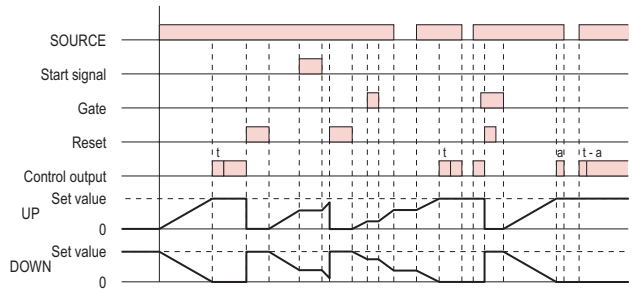 SOURCE
Start signal
Gate
Reset
t
t
a
t - a
Control output
Set value
UP
0
Set value
DOWN
0